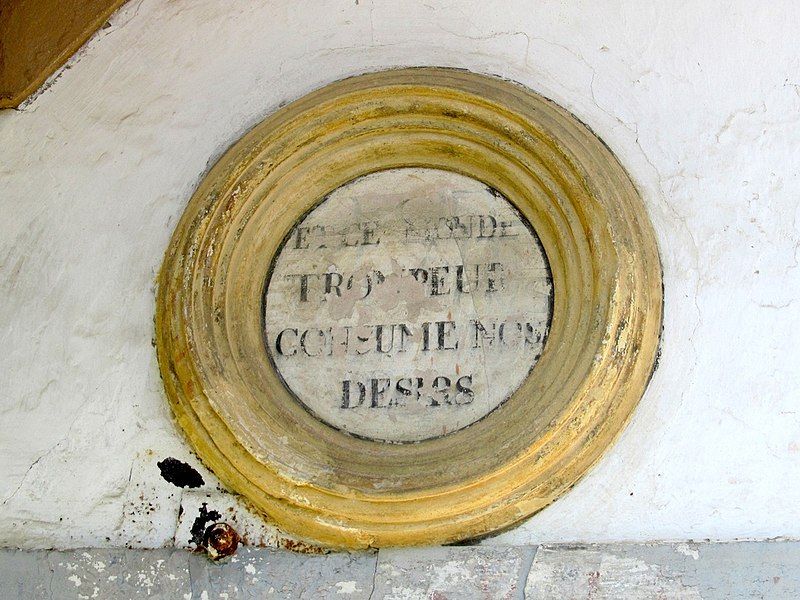 ET CE MONDE
TROMPEUR
CONSUME NOS
DESIRS